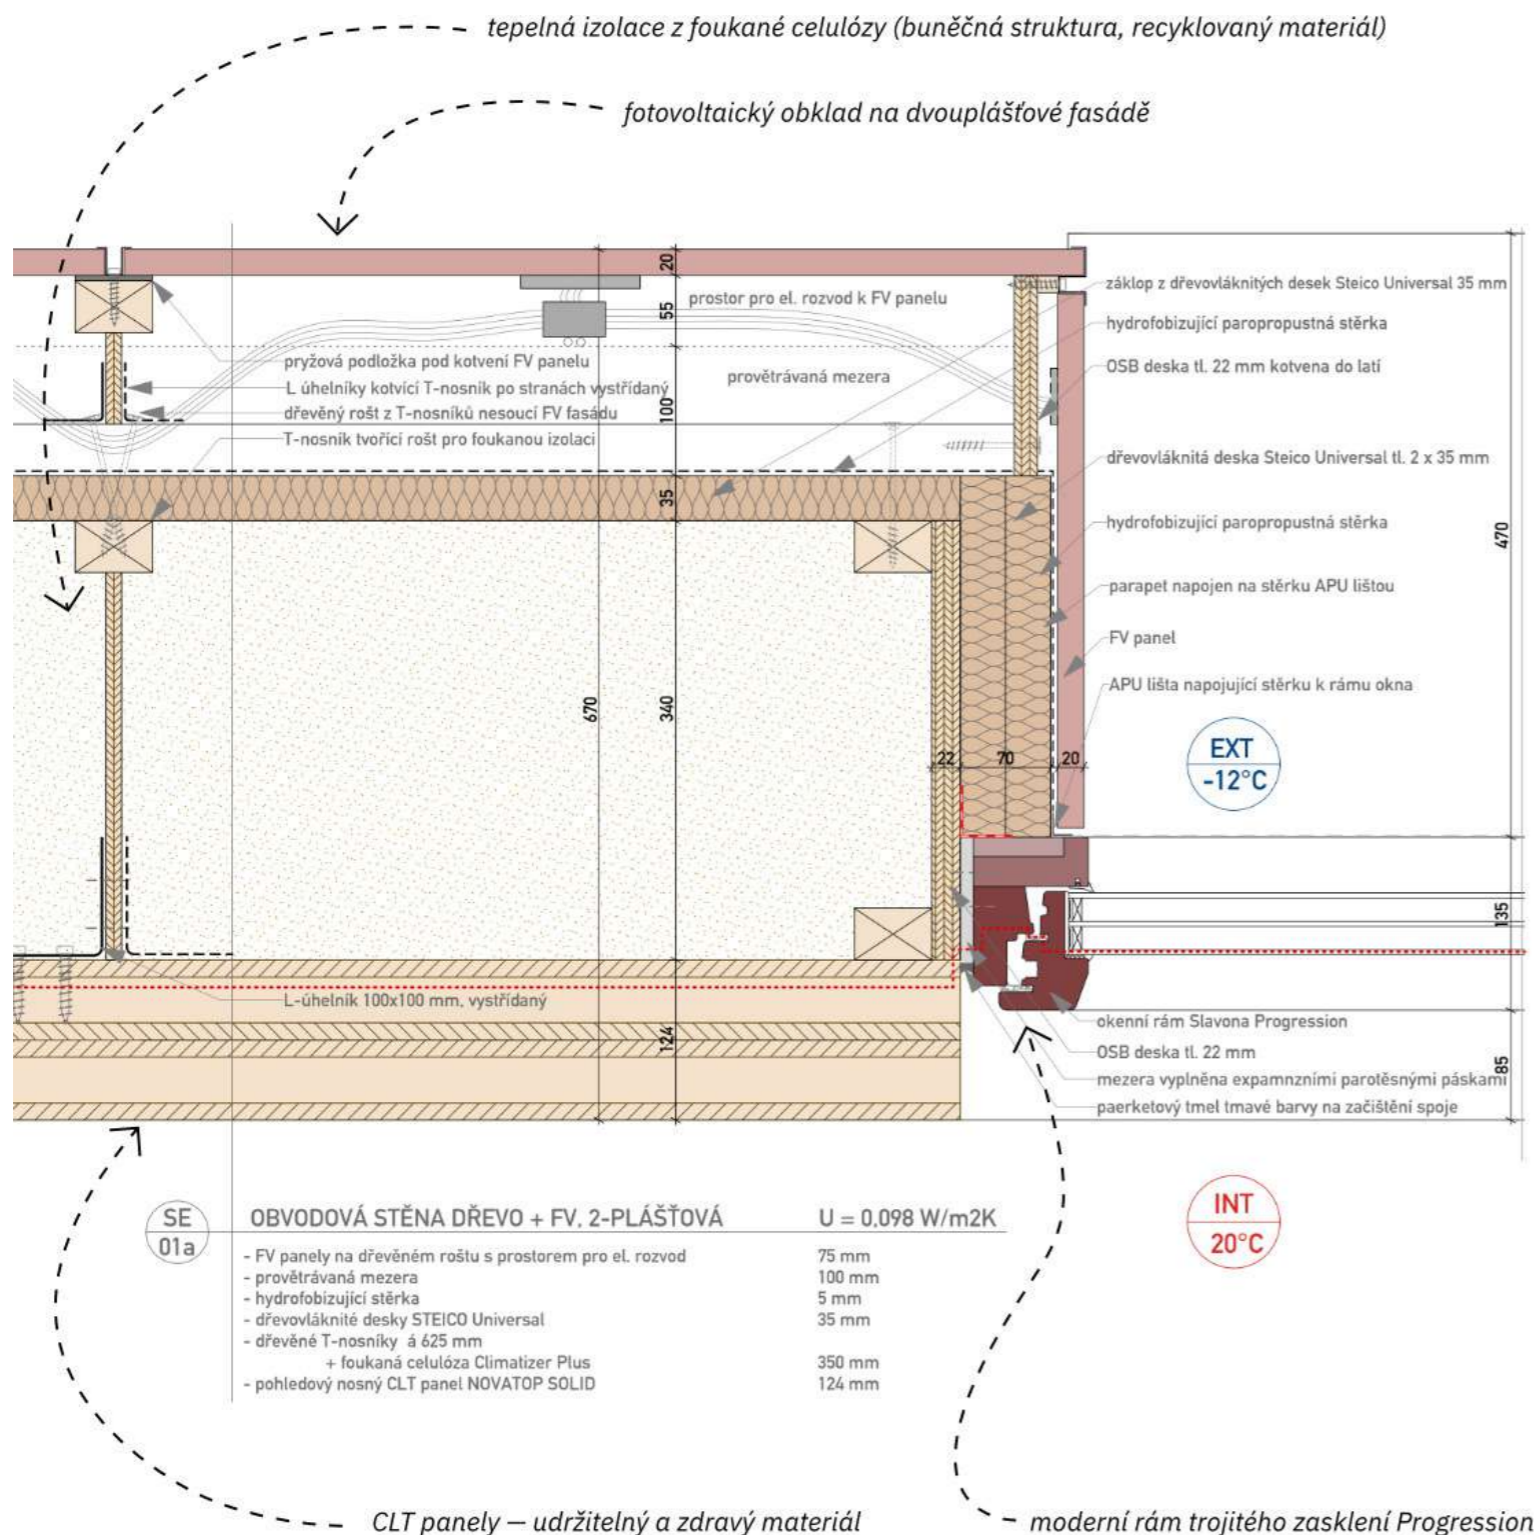 tepelná izolace z foukané celulózy (buněčná struktura, recyklovaný materiál)
fotovoltaický obklad na dvouplášťové fasádě
20
55
100
35
670
340
124
22
70
20
470
135
85
prostor pro el. rozvod k FV panelu
pryžová podložka pod kotvení FV panelu
provětrávaná mezera
L úhelníky kotvící T-nosník po stranách vystřídaný
dřevěný rošt z T-nosníků nesoucí FV fasádu
T-nosník tvořící rošt pro foukanou izolaci
záklop z dřevovláknitých desek Steico Universal 35 mm
hydrofobizující paropropustná stěrka
OSB deska tl. 22 mm kotvena do latí
dřevovláknitá deska Steico Universal tl. 2 x 35 mm
hydrofobizující paropropustná stěrka
parapet napojen na stěrku APU lištou
FV panel
APU lišta napojující stěrku k rámu okna
EXT
-12°C
L-úhelník 100x100 mm, vystřídaný
okenní rám Slavona Progression
OSB deska tl. 22 mm
mezera vyplněna expamnzními parotěsnými páskami
paerketový tmel tmavé barvy na začištění spoje
INT
20°C
SE
01a
OBVODOVÁ STĚNA DŘEVO + FV, 2-PLÁŠŤOVÁ U = 0,098 W/m2K
- FV panely na dřevěném roštu s prostorem pro el. rozvod 75 mm
- provětrávaná mezera 100 mm
- hydrofobizující stěrka 5 mm
- dřevovláknité desky STEICO Universal 35 mm
- dřevěné T-nosníky á 625 mm
+ foukaná celulóza Climatizer Plus 350 mm
- pohledový nosný CLT panel NOVATOP SOLID 124 mm
CLT panely — udržitelný a zdravý materiál
moderní rám trojitého zasklení Progression